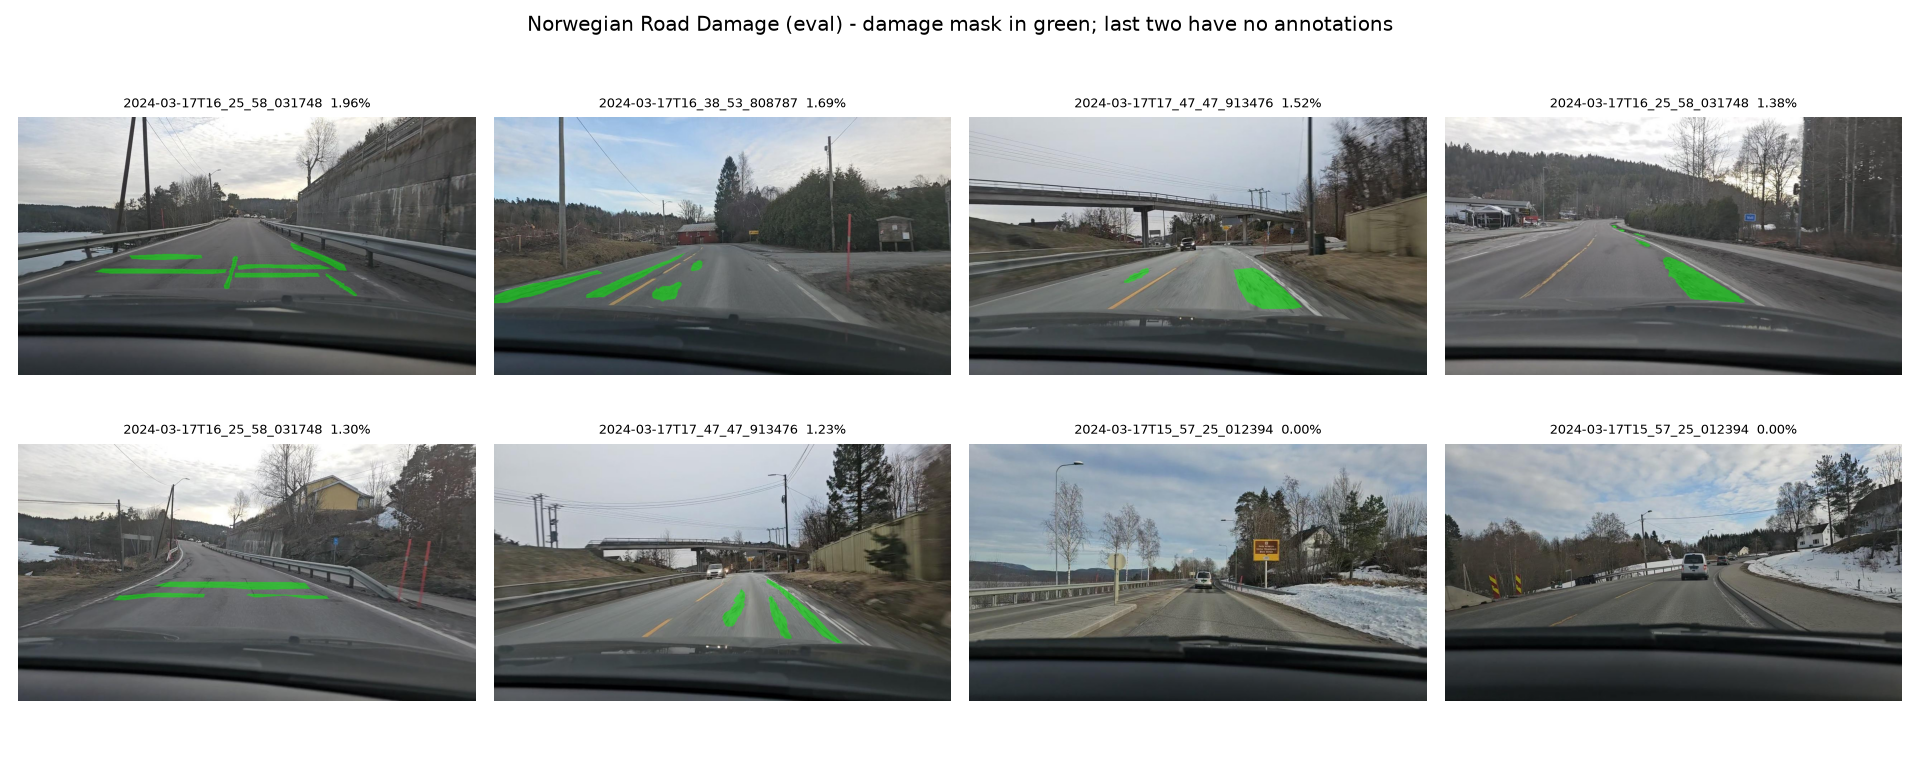 Norwegian Road Damage (eval) - damage mask in green; last two have no annotations
2024-03-17T16_25_58_031748 1.96%
2024-03-17T16_38_53_808787 1.69%
2024-03-17T17_47_47_913476 1.52%
2024-03-17T16_25_58_031748 1.38%
2024-03-17T16_25_58_031748 1.30%
2024-03-17T17_47_47_913476 1.23%
2024-03-17T15_57_25_012394 0.00%
2024-03-17T15_57_25_012394 0.00%